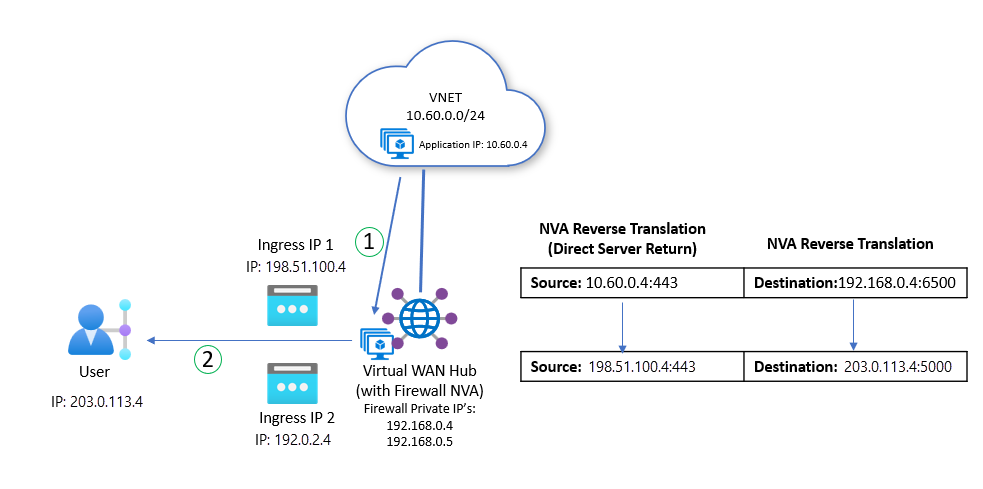 VNET
10.60.0.0/24
Application IP: 10.60.0.4
1
Ingress IP 1
IP: 198.51.100.4
2
User
IP: 203.0.113.4
Ingress IP 2
IP: 192.0.2.4
Virtual WAN Hub
(with Firewall NVA)
Firewall Private IP's:
192.168.0.4
192.168.0.5
NVA Reverse Translation
(Direct Server Return)
NVA Reverse Translation
Source: 10.60.0.4:443
Destination:192.168.0.4:6500
Source: 198.51.100.4:443
Destination: 203.0.113.4:5000